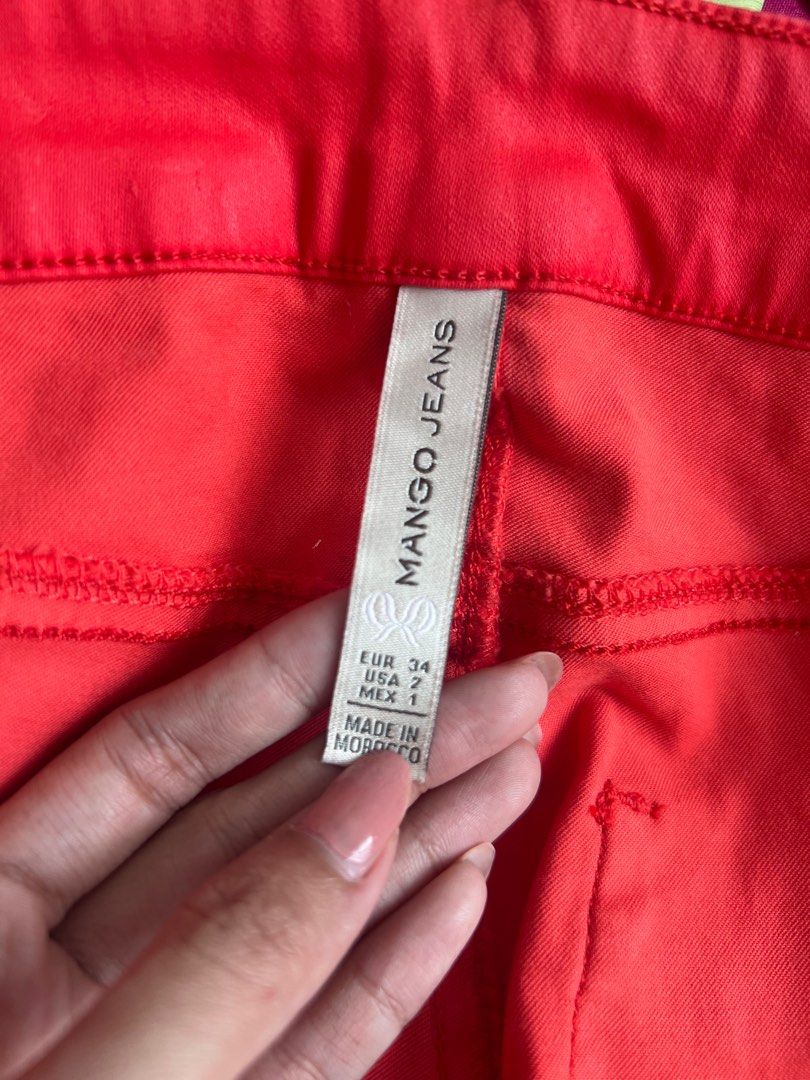 MANGO JEANS
EUR 34
USA 2
MEX 1
MADE IN
MOROCCO